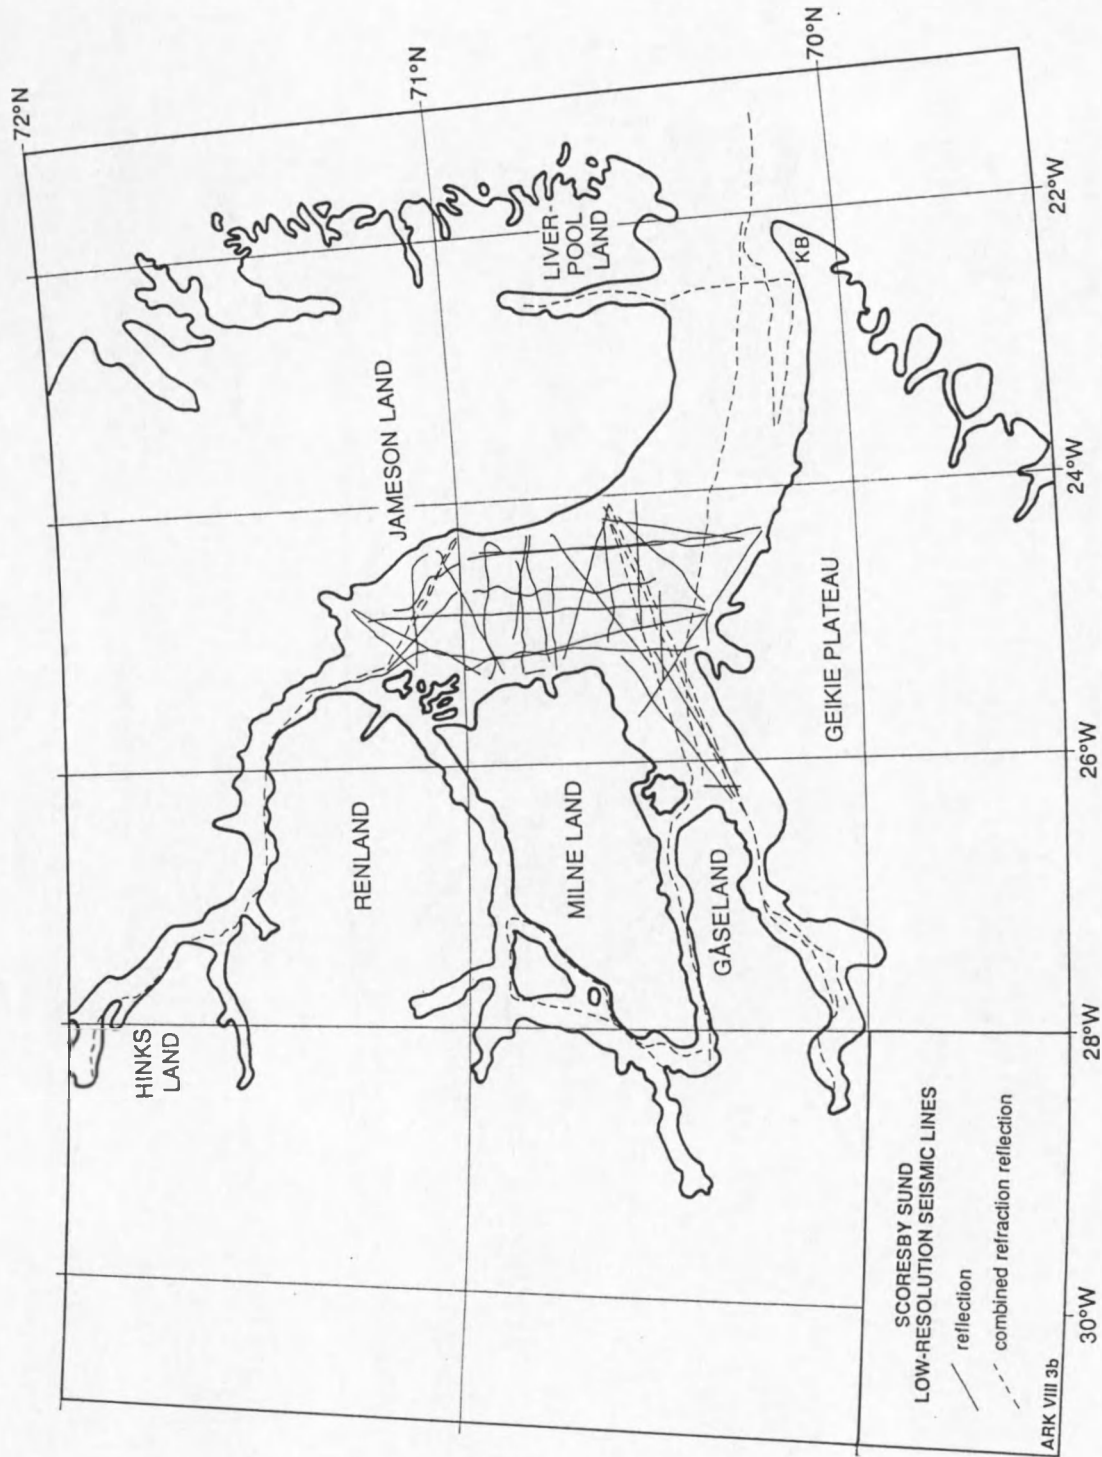 72°N
71°N
70°N
22°W
24°W
26°W
28°W
30°W
HINKS
LAND
RENLAND
MILNE LAND
GÅSELAND
JAMESON LAND
LIVER-
POOL
LAND
KB
GEIKIE PLATEAU
SCORESBY SUND
LOW-RESOLUTION SEISMIC LINES
reflection
combined refraction reflection
ARK VIII 3b